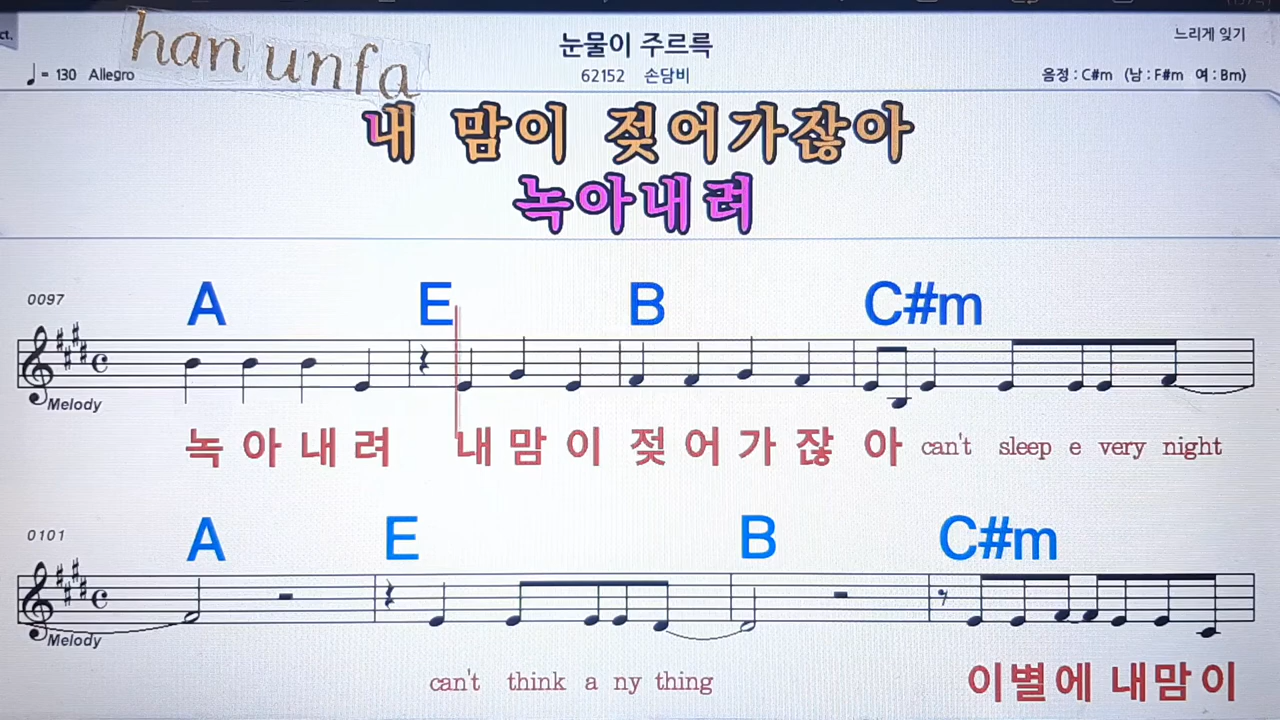 ct.
han unfa
눈물이 주르륵
느리게 잊기
♩= 130 Allegro
62152 손담비
음정 : C#m (남 : F#m 여 : Bm)
내 맘이 젖어가잖아
녹아내려
0097
A E B C#m
Melody
녹 아 내 려 내 맘 이 젖 어 가 잖 아 can't sleep e very night
0101
A E B C#m
Melody
can't think a ny thing 이별에 내맘이